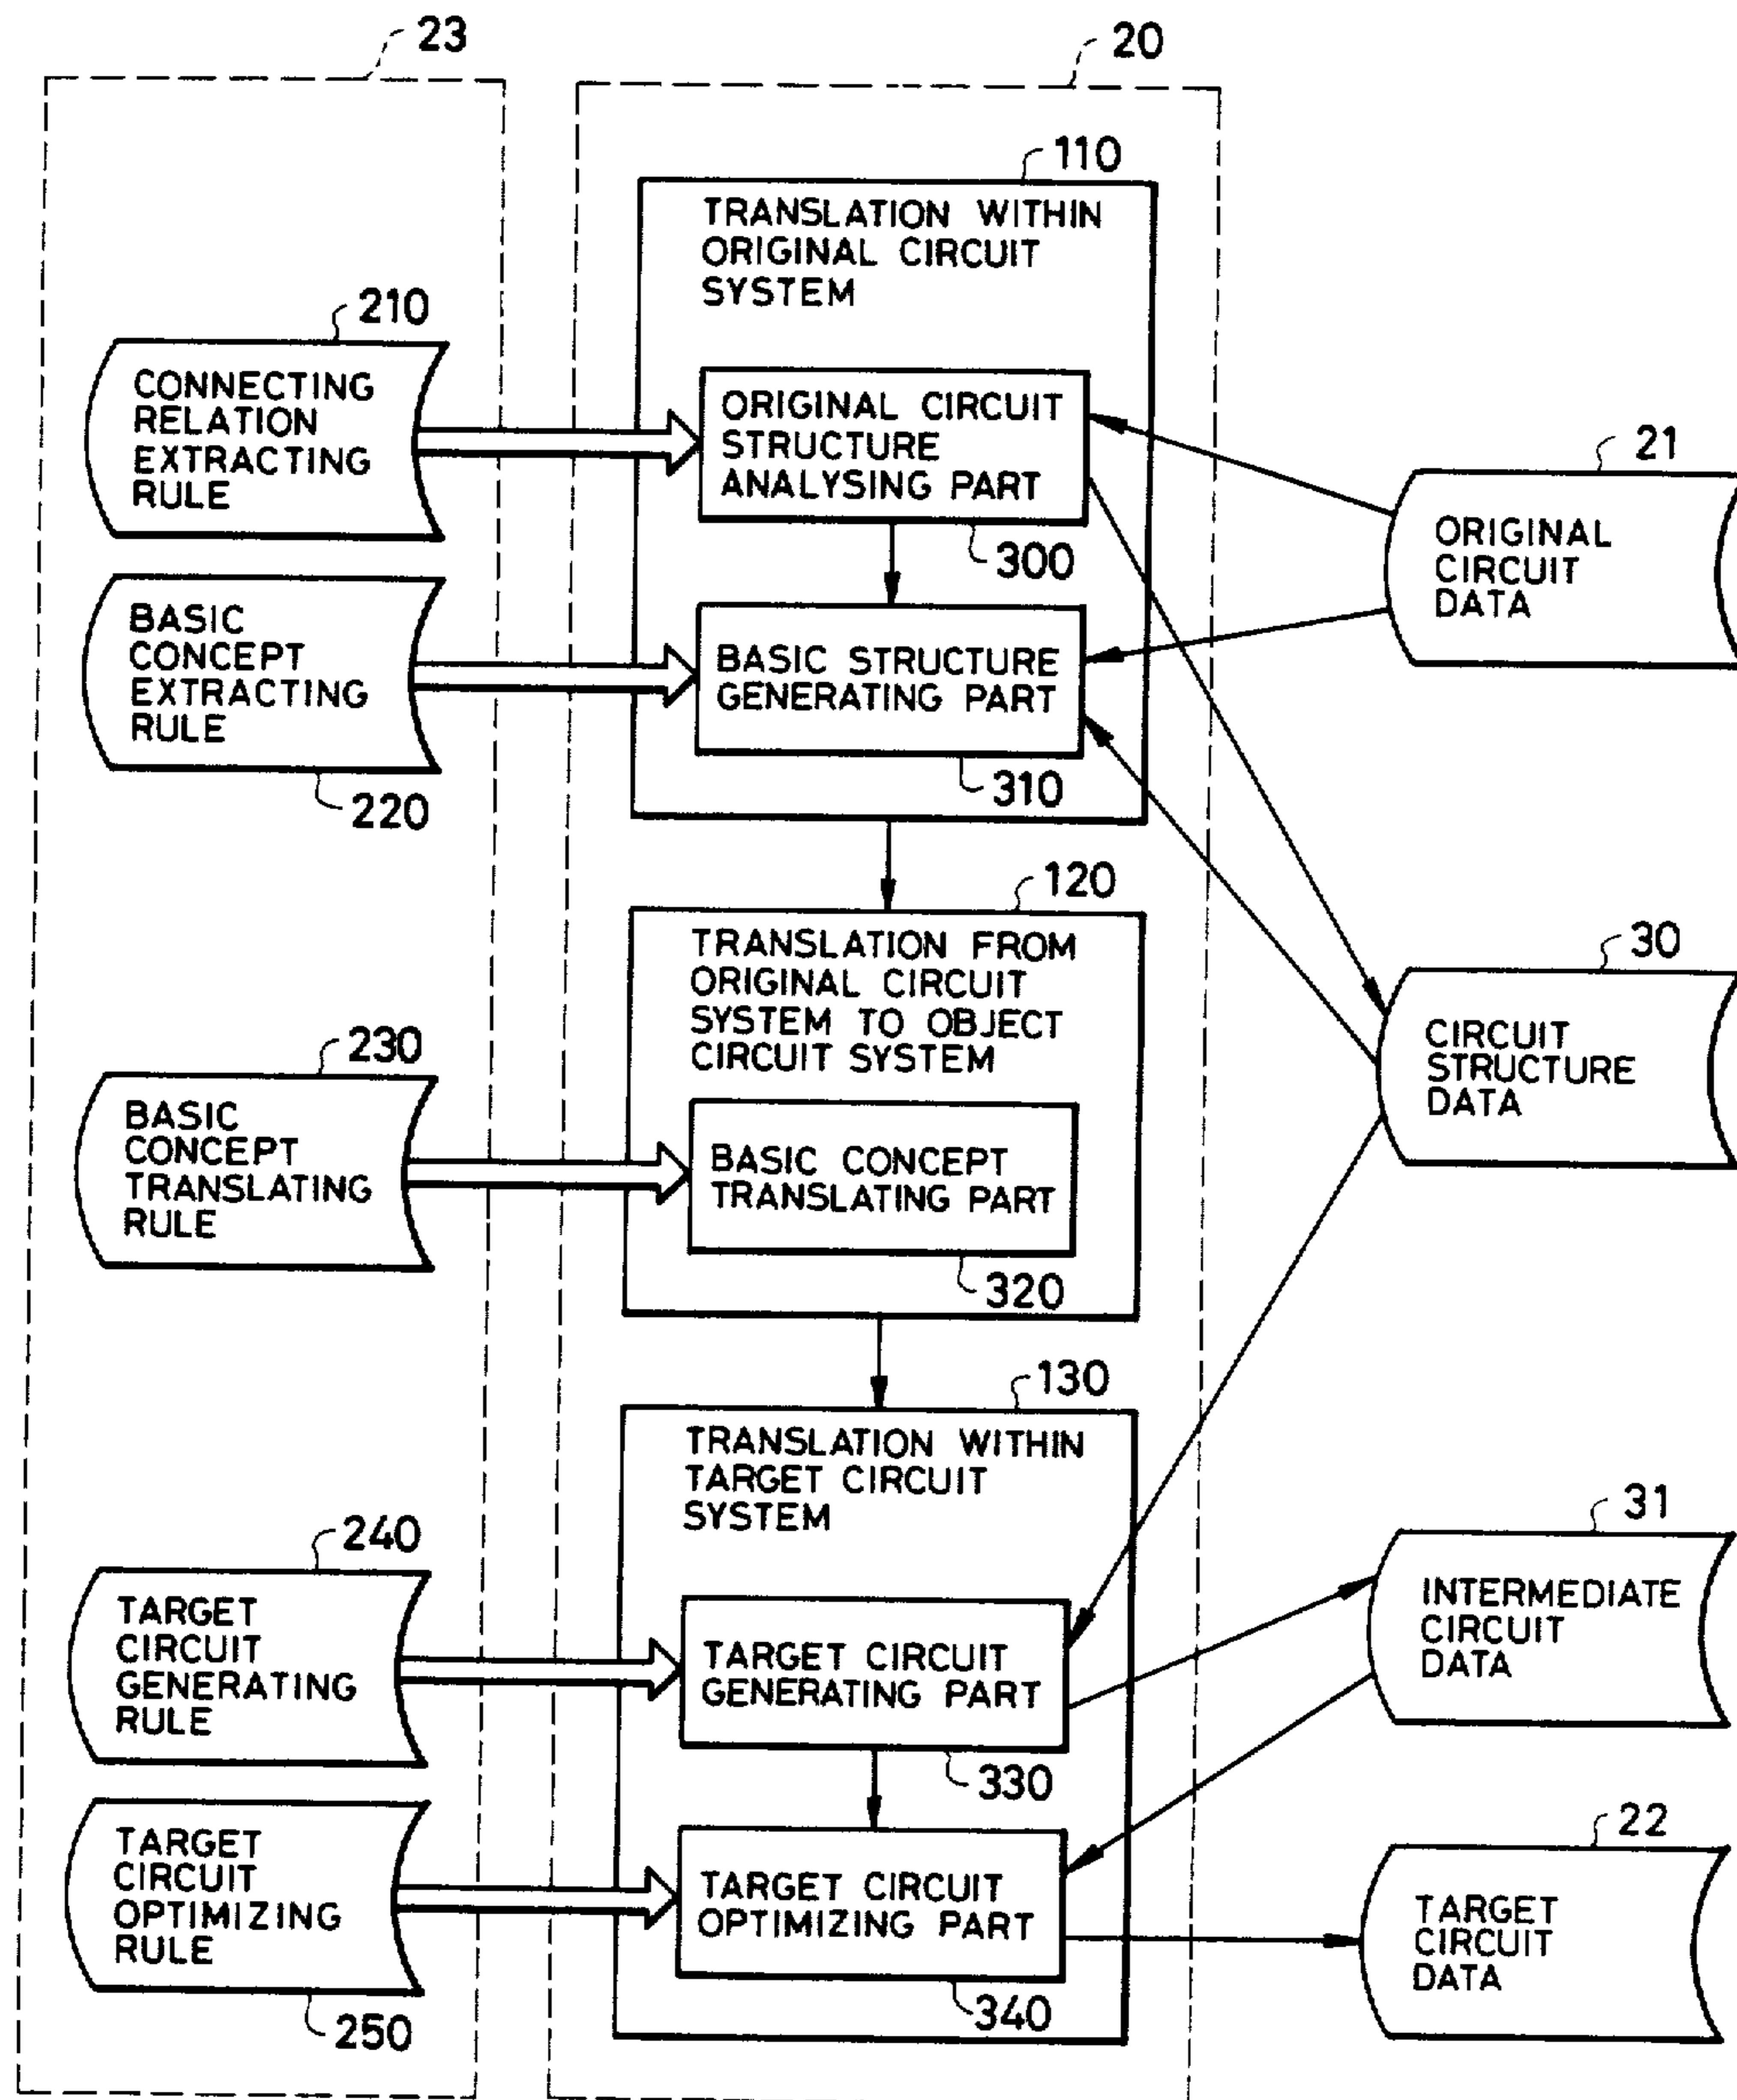 23
20
110
TRANSLATION WITHIN
ORIGINAL CIRCUIT
SYSTEM
210
CONNECTING
RELATION
EXTRACTING
RULE
ORIGINAL CIRCUIT
STRUCTURE
ANALYSING PART
300
21
ORIGINAL
CIRCUIT
DATA
BASIC
CONCEPT
EXTRACTING
RULE
220
BASIC STRUCTURE
GENERATING PART
310
120
TRANSLATION FROM
ORIGINAL CIRCUIT
SYSTEM TO OBJECT
CIRCUIT SYSTEM
30
CIRCUIT
STRUCTURE
DATA
230
BASIC
CONCEPT
TRANSLATING
RULE
BASIC CONCEPT
TRANSLATING PART
320
130
TRANSLATION WITHIN
TARGET CIRCUIT
SYSTEM
240
TARGET
CIRCUIT
GENERATING
RULE
TARGET CIRCUIT
GENERATING PART
330
31
INTERMEDIATE
CIRCUIT
DATA
TARGET
CIRCUIT
OPTIMIZING
RULE
250
TARGET CIRCUIT
OPTIMIZING PART
340
22
TARGET
CIRCUIT
DATA